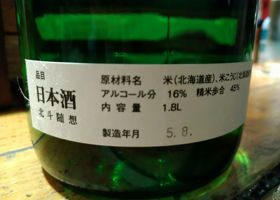 品目
日本酒
北斗随想
原材料名 米(北海道産)、米こうじ(北海道産
アルコール分 16% 精米歩合 45%
内容量 1.8L
製造年月 5.8.